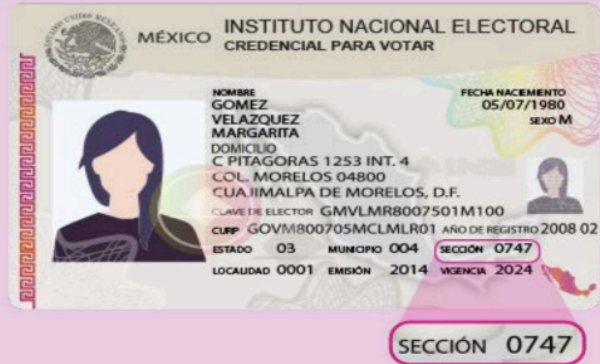 MÉXICO INSTITUTO NACIONAL ELECTORAL
CREDENCIAL PARA VOTAR
NOMBRE FECHA NACIEMIENTO
GOMEZ 05/07/1980
VELAZQUEZ SEXO M
MARGARITA
DOMICILIO
C PITAGORAS 1253 INT. 4
COL. MORELOS 04800
CUAJIMALPA DE MORELOS, D.F.
CLAVE DE ELECTOR GMVLMR8007501M100
CURP GOVM800705MCLMLR01 AÑO DE REGISTRO 2008 02
ESTADO 03 MUNICIPIO 004 SECCIÓN 0747
LOCALIDAD 0001 EMISIÓN 2014 VIGENCIA 2024
SECCIÓN 0747